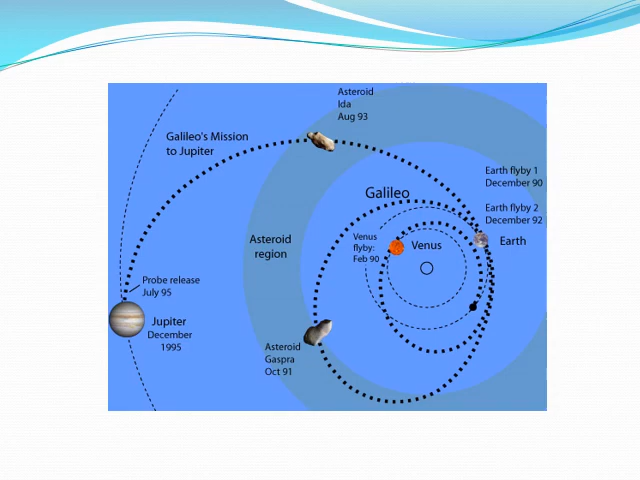 Asteroid
Ida
Aug 93
Galileo's Mission
to Jupiter
Earth flyby 1
December 90
Galileo
Earth flyby 2
December 92
Venus
flyby:
Feb 90
Venus
Earth
Asteroid
region
Probe release
July 95
Jupiter
December
1995
Asteroid
Gaspra
Oct 91